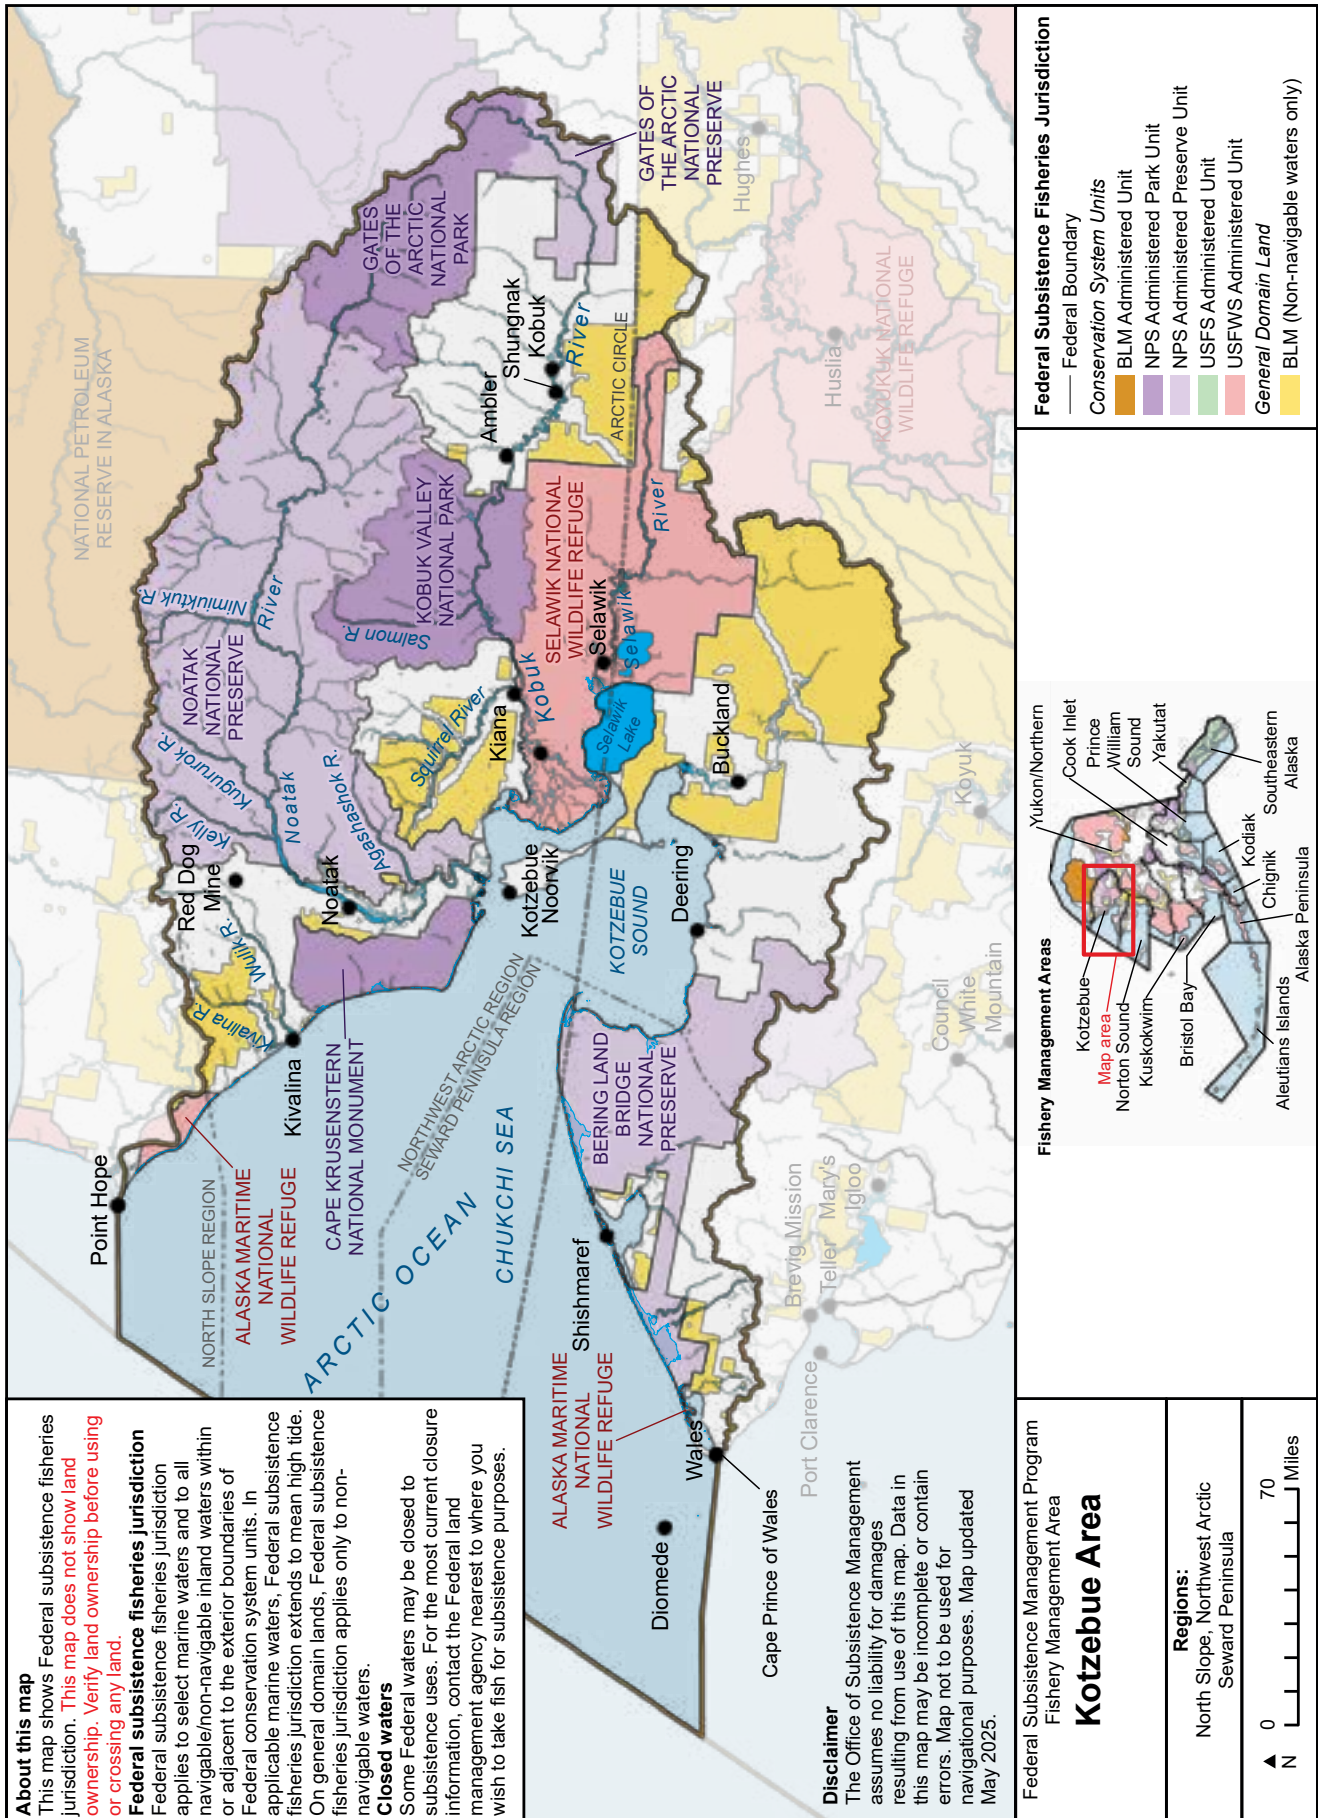 About this map
This map shows Federal subsistence fisheries
jurisdiction. This map does not show land
ownership. Verify land ownership before using
or crossing any land.
Federal subsistence fisheries jurisdiction
Federal subsistence fisheries jurisdiction
applies to select marine waters and to all
navigable/non-navigable inland waters within
or adjacent to the exterior boundaries of
Federal conservation system units. In
applicable marine waters, Federal subsistence
fisheries jurisdiction extends to mean high tide.
On general domain lands, Federal subsistence
fisheries jurisdiction applies only to non-
navigable waters.
Closed waters
Some Federal waters may be closed to
subsistence uses. For the most current closure
information, contact the Federal land
management agency nearest to where you
wish to take fish for subsistence purposes.
Disclaimer
The Office of Subsistence Management
assumes no liability for damages
resulting from use of this map. Data in
this map may be incomplete or contain
errors. Map not to be used for
navigational purposes. Map updated
May 2025.
Point Hope
NORTH SLOPE REGION
ALASKA MARITIME
NATIONAL
WILDLIFE REFUGE
Kivalina
Kivalina R.
Wulik R.
Red Dog
Mine
Noatak
CAPE KRUSENSTERN
NATIONAL MONUMENT
NATIONAL PETROLEUM
RESERVE IN ALASKA
NOATAK
NATIONAL
PRESERVE
Kelly R.
Kugururok R.
Nimiuktuk R.
Noatak
River
Agashashok R.
Salmon R.
Squirrel River
KOBUK VALLEY
NATIONAL PARK
GATES
OF THE
ARCTIC
NATIONAL
PARK
GATES OF
THE ARCTIC
NATIONAL
PRESERVE
Ambler
Shungnak
Kobuk
River
Kiana
Kobuk
Kotzebue
Noorvik
SELAWIK NATIONAL
WILDLIFE REFUGE
Selawik
Selawik
River
Selawik
Lake
ARCTIC CIRCLE
Hughes
Huslia
KOYUKUK NATIONAL
WILDLIFE REFUGE
Buckland
Koyuk
Deering
KOTZEBUE
SOUND
NORTHWEST ARCTIC REGION
SEWARD PENINSULA REGION
ARCTIC OCEAN
CHUKCHI SEA
BERING LAND
BRIDGE
NATIONAL
PRESERVE
Shishmaref
ALASKA MARITIME
NATIONAL
WILDLIFE REFUGE
Wales
Diomede
Cape Prince of Wales
Port Clarence
Brevig Mission
Teller
Mary's
Igloo
Council
White
Mountain
Federal Subsistence Management Program
Fishery Management Area
Kotzebue Area
Regions:
North Slope, Northwest Arctic
Seward Peninsula
N
0
70
Miles
Fishery Management Areas
Kotzebue
Map area
Norton Sound
Kuskokwim
Bristol Bay
Aleutians Islands
Yukon/Northern
Cook Inlet
Prince
William
Sound
Yakutat
Southeastern
Alaska
Kodiak
Chignik
Alaska Peninsula
Federal Subsistence Fisheries Jurisdiction
Federal Boundary
Conservation System Units
BLM Administered Unit
NPS Administered Park Unit
NPS Administered Preserve Unit
USFS Administered Unit
USFWS Administered Unit
General Domain Land
BLM (Non-navigable waters only)